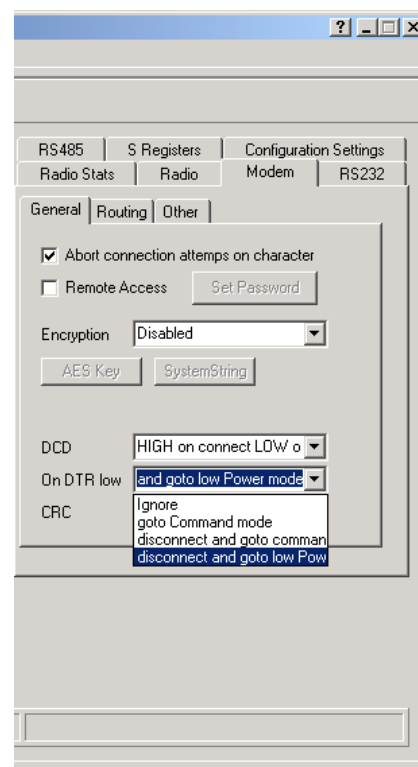 ?
RS485 S Registers Configuration Settings
Radio Stats Radio Modem RS232
General Routing Other
Abort connection attemps on character
Remote Access Set Password
Encryption Disabled
AES Key SystemString
DCD HIGH on connect LOW o
On DTR low and goto low Power mode
CRC
Ignore
goto Command mode
disconnect and goto comman
disconnect and goto low Pow